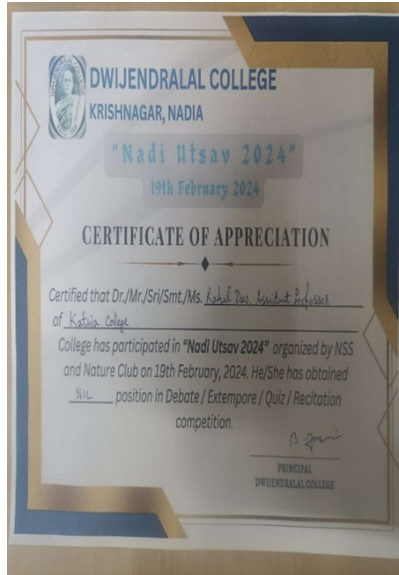 DWIJENDRALAL COLLEGE
KRISHNAGAR, NADIA
"Nadi Utsav 2024"
19th February 2024
CERTIFICATE OF APPRECIATION
Certified that Dr./Mr./Sri/Smt./Ms. Rahul Das, Assistant Professor
of College
College has participated in "Nadi Utsav 2024" organized by NSS
and Nature Club on 19th February, 2024. He/She has obtained
NIL position in Debate / Extempore / Quiz / Recitation
competition.
PRINCIPAL
DWIJENDRALAL COLLEGE